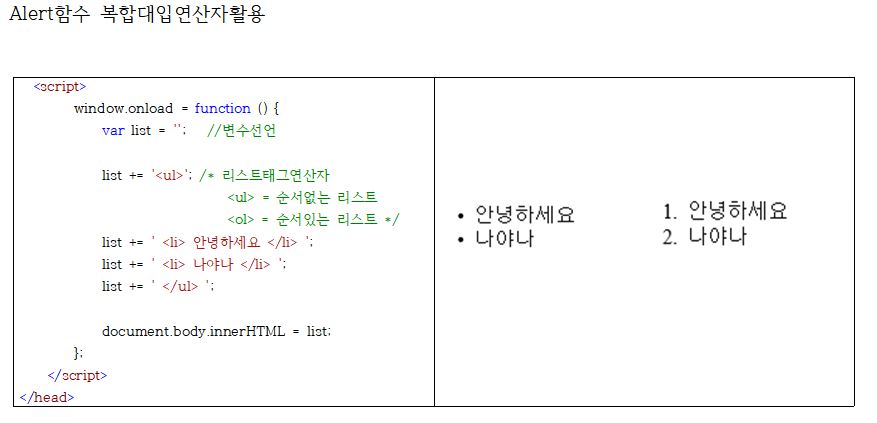 Alert함수 복합대입연산자활용
<script>
window.onload = function () {
var list = ''; //변수선언
list += '<ul>'; /* 리스트태그연산자
<ul> = 순서없는 리스트
<ol> = 순서있는 리스트 */
list += ' <li> 안녕하세요 </li> ';
list += ' <li> 나야나 </li> ';
list += ' </ul> ';
document.body.innerHTML = list;
};
</script>
</head>
• 안녕하세요
• 나야나
1. 안녕하세요
2. 나야나